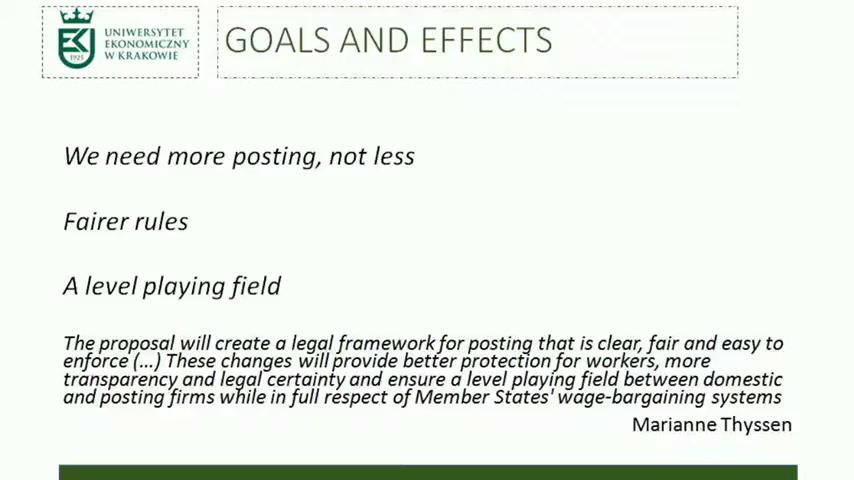 UNIWERSYTET
EKONOMICZNY
W KRAKOWIE
1925
GOALS AND EFFECTS
We need more posting, not less
Fairer rules
A level playing field
The proposal will create a legal framework for posting that is clear, fair and easy to
enforce (...) These changes will provide better protection for workers, more
transparency and legal certainty and ensure a level playing field between domestic
and posting firms while in full respect of Member States' wage-bargaining systems
Marianne Thyssen